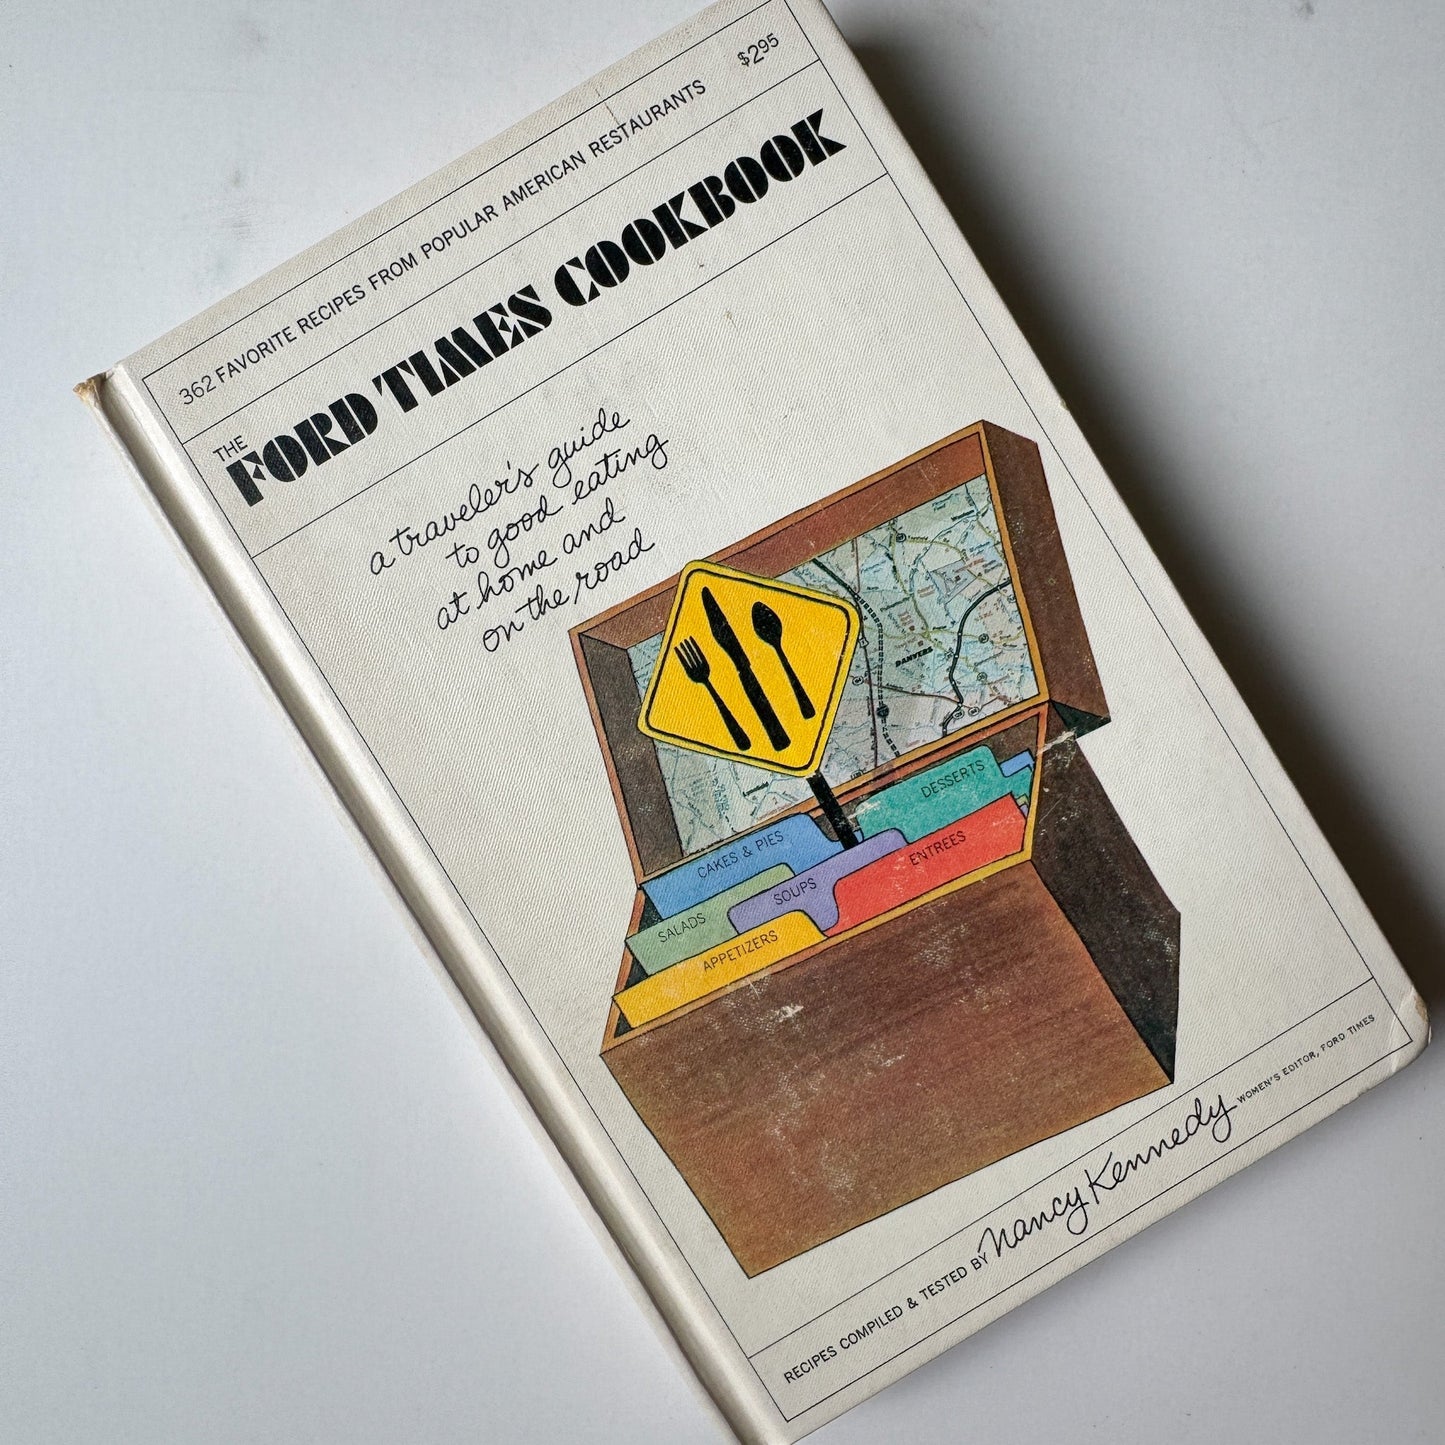 362 FAVORITE RECIPES FROM POPULAR AMERICAN RESTAURANTS $2.95
THE
FORD TIMES COOKBOOK
a traveler's guide
to good eating
at home and
on the road
DANVERS
DESSERTS
CAKES & PIES
ENTREES
SOUPS
SALADS
APPETIZERS
RECIPES COMPILED & TESTED BY Nancy Kennedy WOMEN'S EDITOR, FORD TIMES